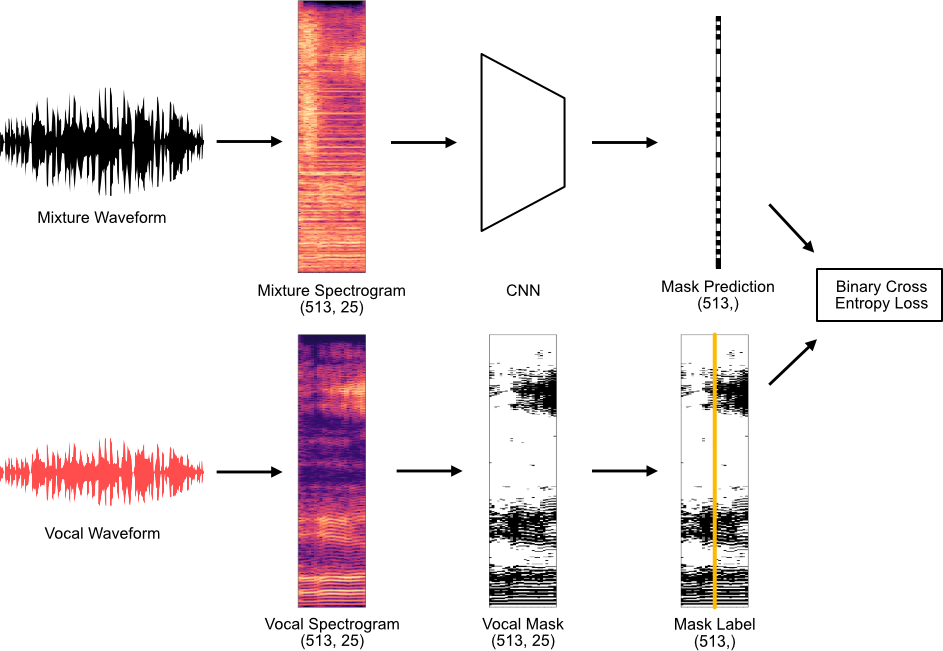 Mixture Waveform
Mixture Spectrogram
(513, 25)
CNN
Mask Prediction
(513,)
Binary Cross
Entropy Loss
Vocal Waveform
Vocal Spectrogram
(513, 25)
Vocal Mask
(513, 25)
Mask Label
(513,)